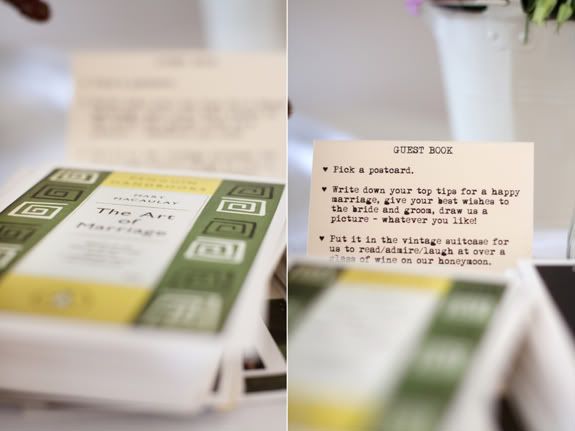 PENGUIN
HANDBOOKS
MARY
MACAULAY
The Art
of
Marriage
GUEST BOOK
♥ Pick a postcard.
♥ Write down your top tips for a happy
marriage, give your best wishes to
the bride and groom, draw us a
picture - whatever you like!
♥ Put it in the vintage suitcase for
us to read/admire/laugh at over a
glass of wine on our honeymoon.